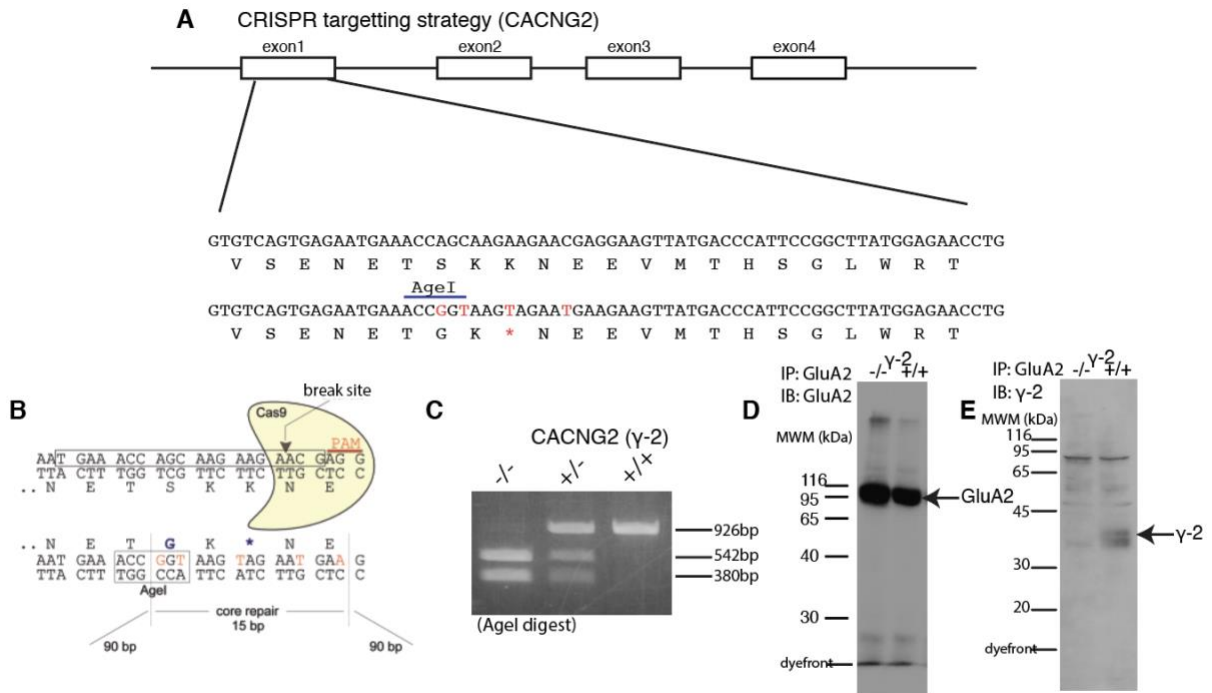 A CRISPR targetting strategy (CACNG2)
exon1 exon2 exon3 exon4
GTGTCAGTGAGAATGAAACCAGCAAGAAGAACGAGGAAGTTATGACCCATTCCGGCTTATGGAGAACCTG
V S E N E T S K K N E E V M T H S G L W R T
AgeI
GTGTCAGTGAGAATGAAACCGGTAAGTAGAATGAAGAAGTTATGACCCATTCCGGCTTATGGAGAACCTG
V S E N E T G K * N E E V M T H S G L W R T
B
break site
Cas9
PAM
AAT GAA ACC AGC AAG AAG AAC GAG G
TTA CTT TGG TCG TTC TTC TTG CTC C
.. N E T S K K N E
.. N E T G K * N E
AAT GAA ACC GGT AAG TAG AAT GAA G
TTA CTT TGG CCA TTC ATC TTG CTC C
AgeI
core repair
15 bp
90 bp 90 bp
C
CACNG2 (γ-2)
-/- +/- +/+
926bp
542bp
380bp
(AgeI digest)
D
γ-2
IP: GluA2 -/- +/+
IB: GluA2
MWM (kDa)
116
95
65
40
30
dyefront
GluA2
E
γ-2
IP: GluA2 -/- +/+
IB: γ-2
MWM (kDa)
116
95
65
45
30
20
dyefront
γ-2